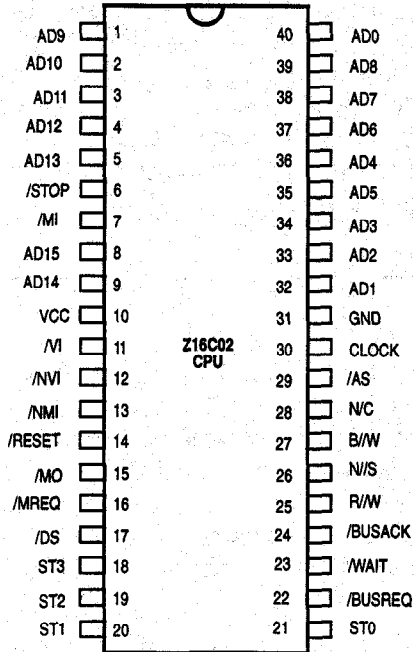 AD9 1 40 AD0
AD10 2 39 AD8
AD11 3 38 AD7
AD12 4 37 AD6
AD13 5 36 AD4
/STOP 6 35 AD5
/MI 7 34 AD3
AD15 8 33 AD2
AD14 9 32 AD1
VCC 10 31 GND
/VI 11 Z16C02 30 CLOCK
CPU
/NVI 12 29 /AS
/NMI 13 28 N/C
/RESET 14 27 B//W
/MO 15 26 N//S
/MREQ 16 25 R//W
/DS 17 24 /BUSACK
ST3 18 23 /WAIT
ST2 19 22 /BUSREQ
ST1 20 21 ST0